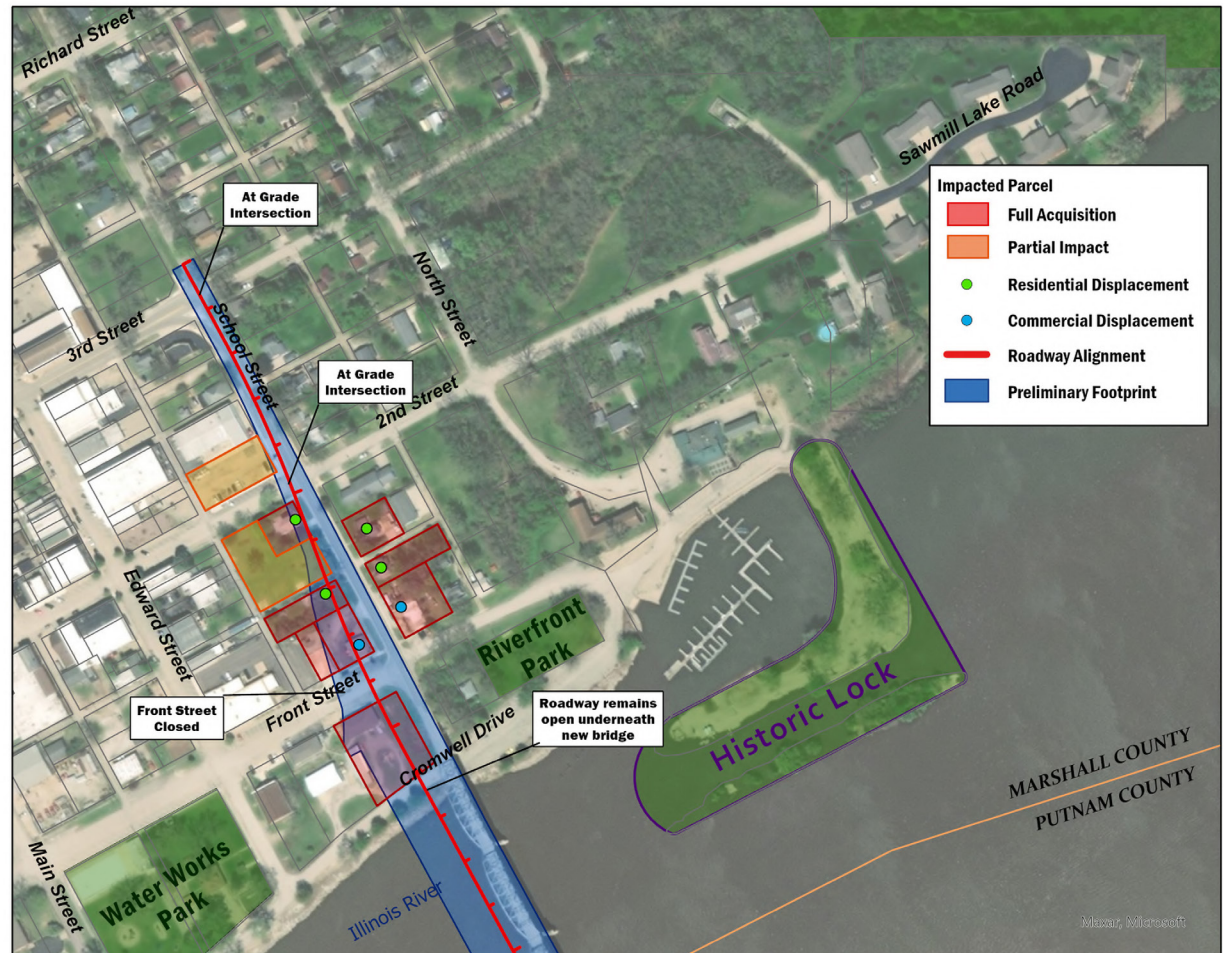 Richard Street
Sawmill Lake Road
At Grade
Intersection
Impacted Parcel
Full Acquisition
Partial Impact
Residential Displacement
Commercial Displacement
Roadway Alignment
Preliminary Footprint
North Street
3rd Street
School Street
At Grade
Intersection
2nd Street
Edward Street
Riverfront
Park
Front Street
Front Street
Closed
Roadway remains
open underneath
new bridge
Cromwell Drive
Historic Lock
MARSHALL COUNTY
PUTNAM COUNTY
Main Street
Water Works
Park
Illinois River
Maxar, Microsoft